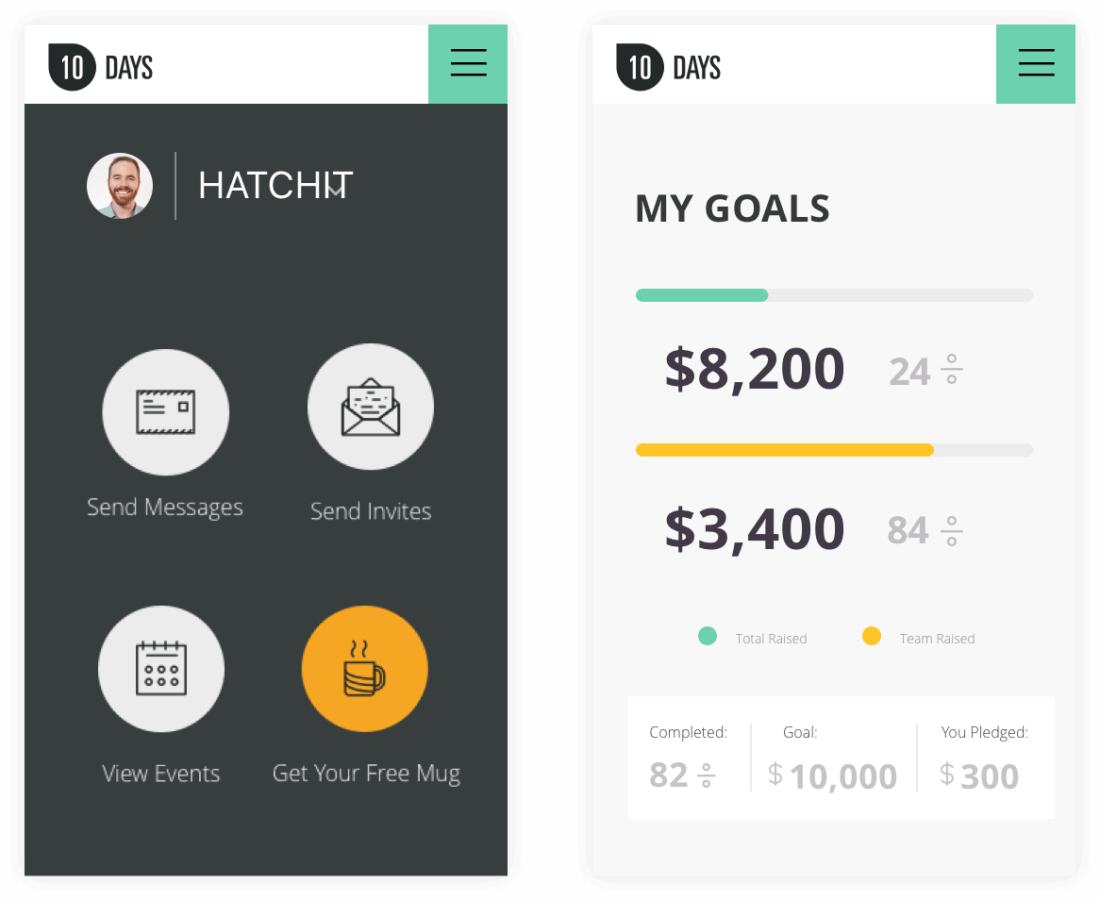 10 DAYS
HATCHIT
Send Messages
Send Invites
View Events
Get Your Free Mug
10 DAYS
MY GOALS
$8,200 24 ÷
$3,400 84 ÷
Total Raised
Team Raised
Completed: Goal: You Pledged:
82 ÷ $ 10,000 $ 300